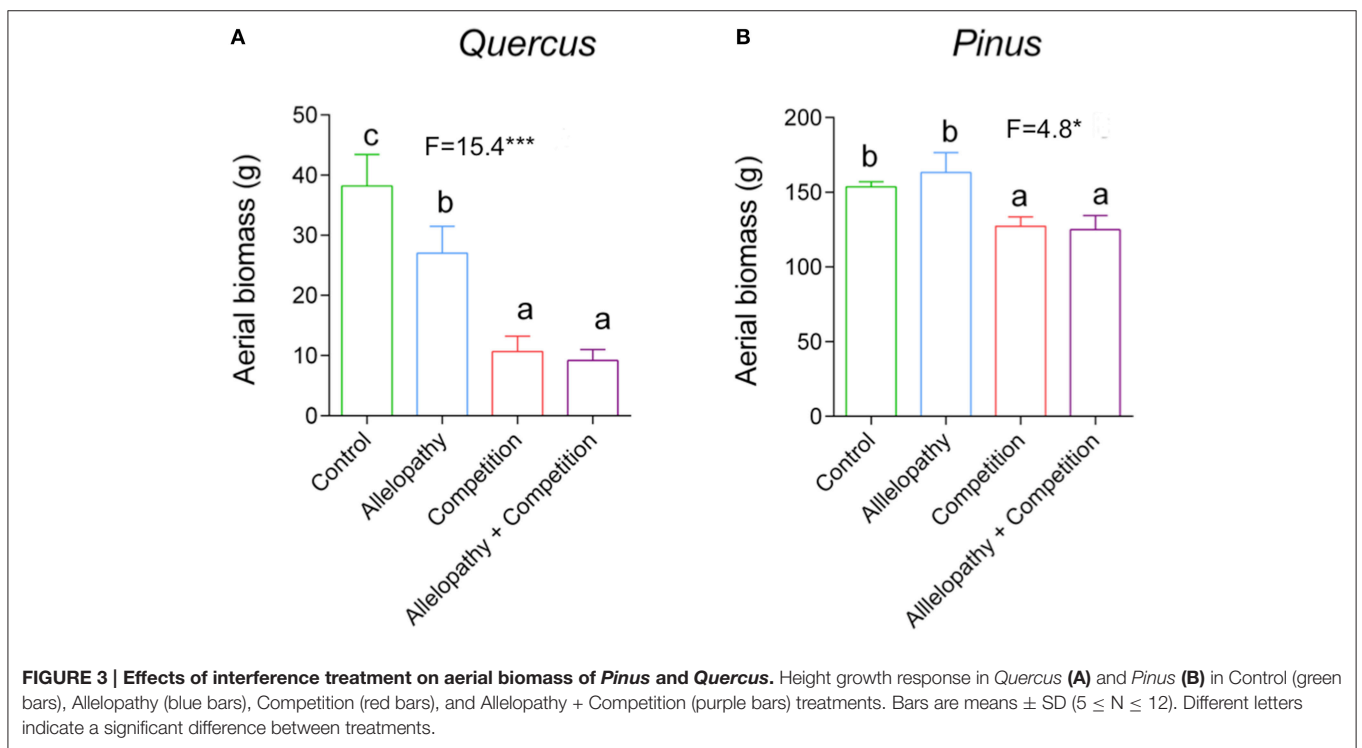 A
Quercus
B
Pinus
Aerial biomass (g)
50
40
30
20
10
0
c
F=15.4***
b
a
a
Control
Allelopathy
Competition
Allelopathy + Competition
Aerial biomass (g)
200
150
100
50
0
b
b
F=4.8*
a
a
Control
Alllelopathy
Competition
Alllelopathy + Competition
FIGURE 3 | Effects of interference treatment on aerial biomass of Pinus and Quercus. Height growth response in Quercus (A) and Pinus (B) in Control (green
bars), Allelopathy (blue bars), Competition (red bars), and Allelopathy + Competition (purple bars) treatments. Bars are means ± SD (5 ≤ N ≤ 12). Different letters
indicate a significant difference between treatments.